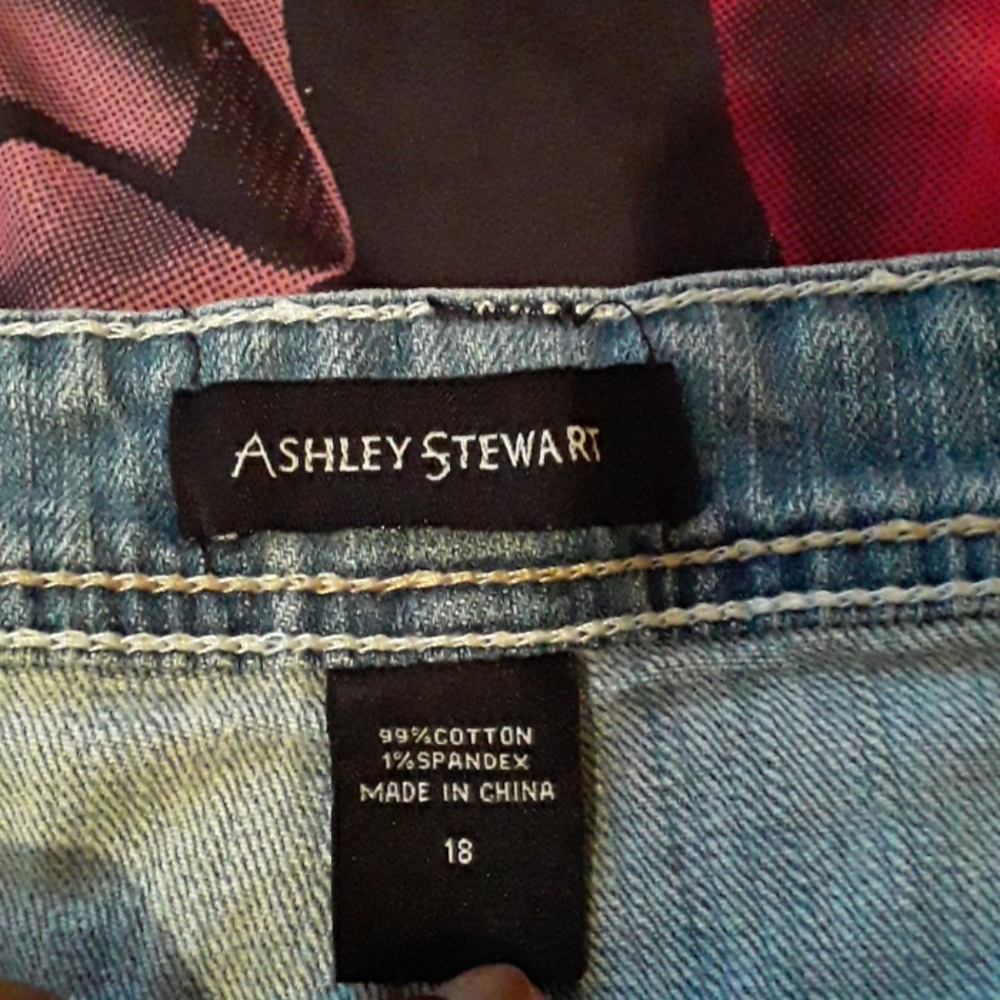 ASHLEY STEWART
99%COTTON
1%SPANDEX
MADE IN CHINA
18